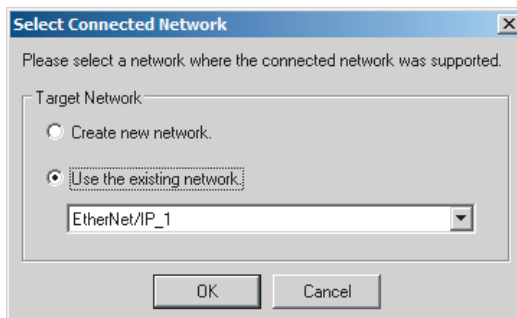 Select Connected Network
Please select a network where the connected network was supported.
Target Network
Create new network.
Use the existing network.
EtherNet/IP_1
OK Cancel